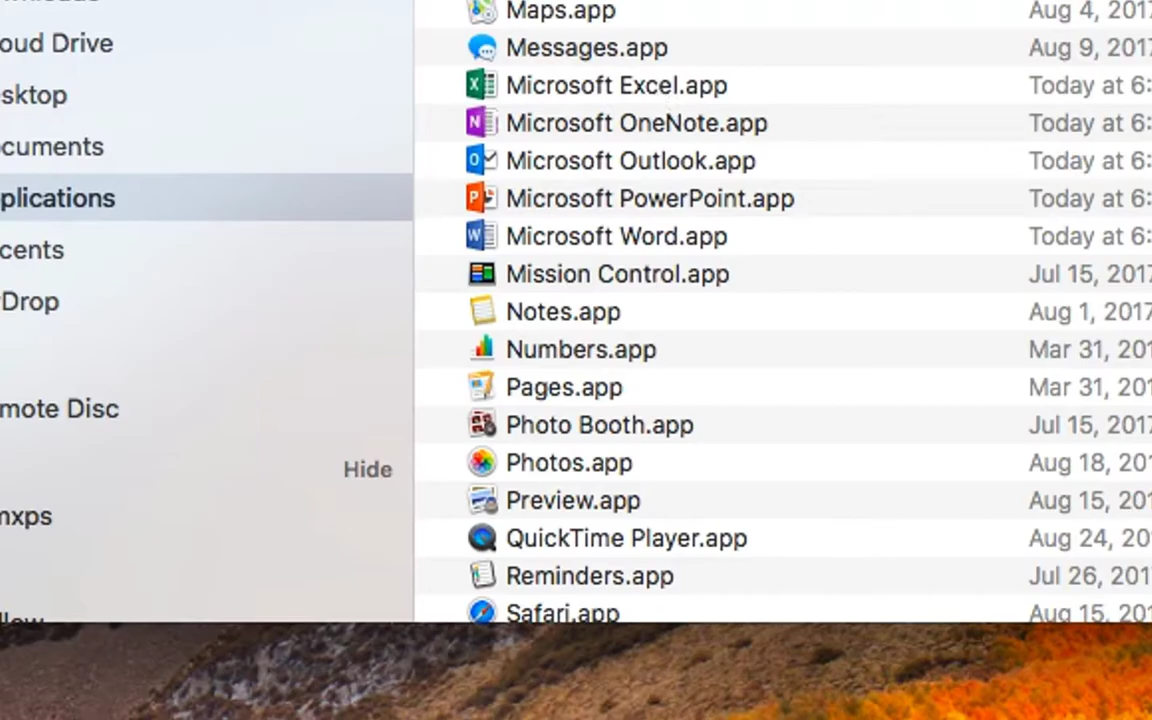 oud Drive
sktop
cuments
plications
cents
Drop
mote Disc
Hide
mxps
Maps.app Aug 4, 2017
Messages.app Aug 9, 2017
Microsoft Excel.app Today at 6:
Microsoft OneNote.app Today at 6:
Microsoft Outlook.app Today at 6:
Microsoft PowerPoint.app Today at 6:
Microsoft Word.app Today at 6:
Mission Control.app Jul 15, 2017
Notes.app Aug 1, 2017
Numbers.app Mar 31, 201
Pages.app Mar 31, 201
Photo Booth.app Jul 15, 2017
Photos.app Aug 18, 201
Preview.app Aug 15, 201
QuickTime Player.app Aug 24, 20
Reminders.app Jul 26, 201
Safari.app Aug 15, 201